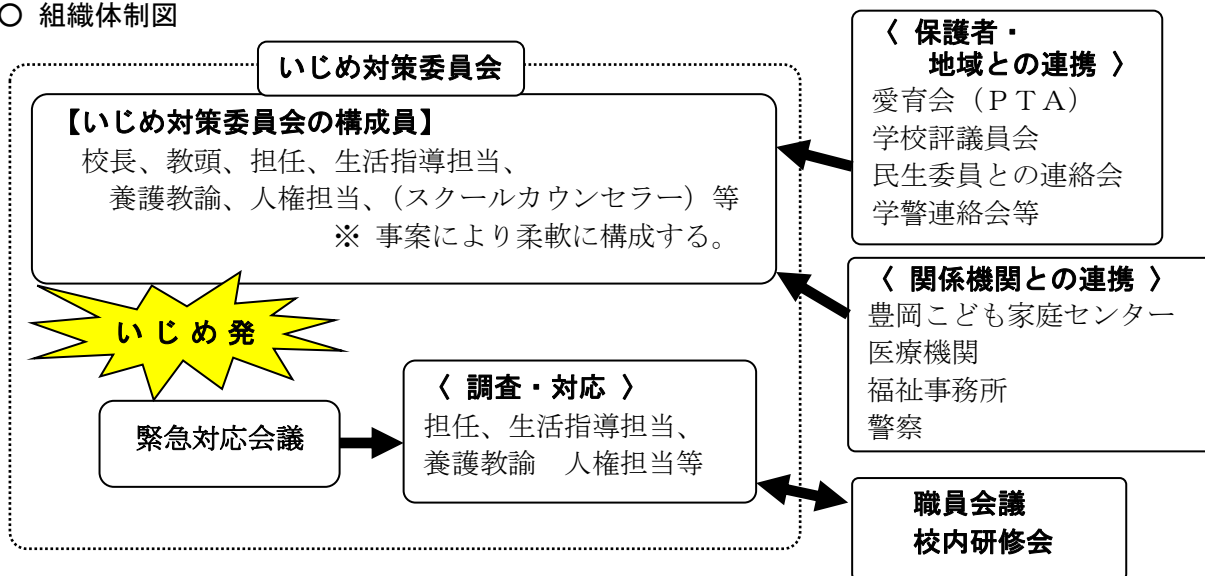 〇 組織体制図
いじめ対策委員会
【いじめ対策委員会の構成員】
校長、教頭、担任、生活指導担当、
養護教諭、人権担当、（スクールカウンセラー）等
※ 事案により柔軟に構成する。
いじめ発
緊急対応会議
〈 調査・対応 〉
担任、生活指導担当、
養護教諭　人権担当等
〈 保護者・
地域との連携 〉
愛育会（ＰＴＡ）
学校評議員会
民生委員との連絡会
学警連絡会等
〈 関係機関との連携 〉
豊岡こども家庭センター
医療機関
福祉事務所
警察
職員会議
校内研修会